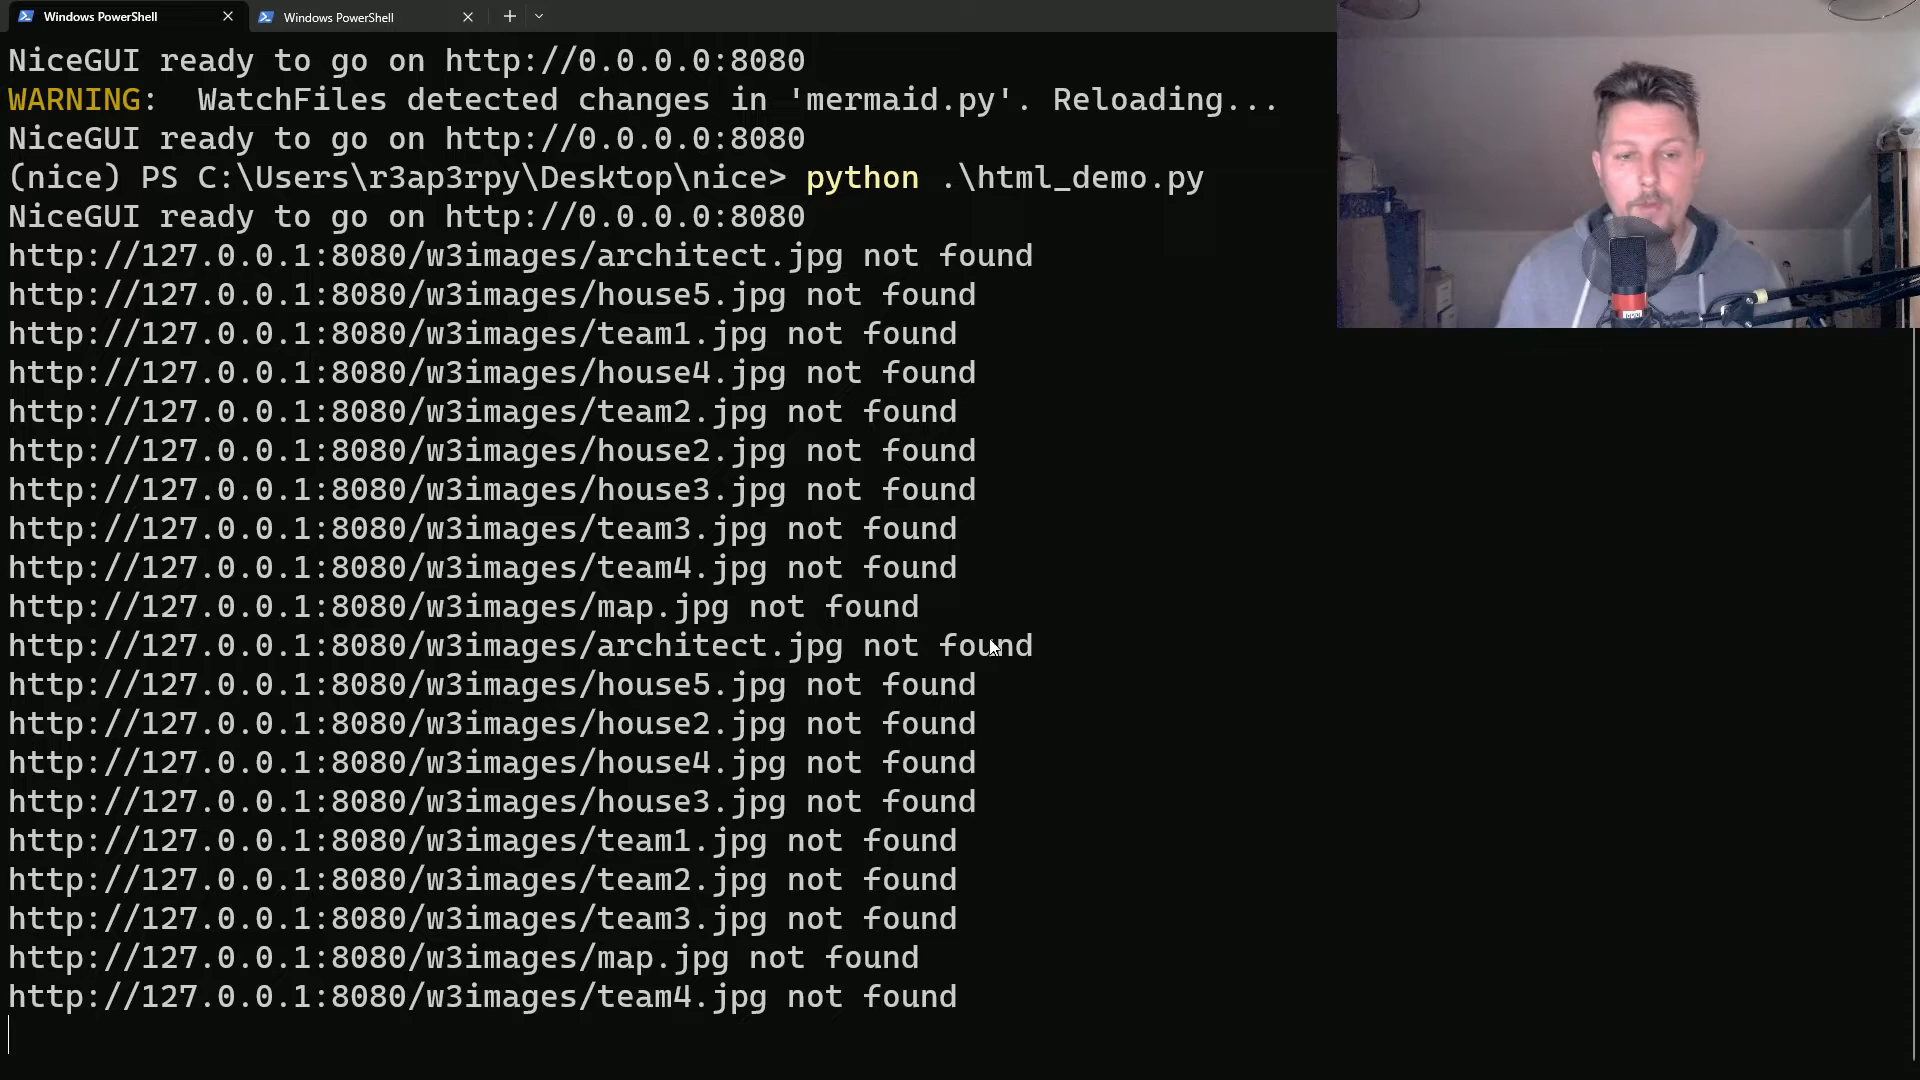 Windows PowerShell
Windows PowerShell
NiceGUI ready to go on http://0.0.0.0:8080
WARNING:  WatchFiles detected changes in 'mermaid.py'. Reloading...
NiceGUI ready to go on http://0.0.0.0:8080
(nice) PS C:\Users\r3ap3rpy\Desktop\nice> python .\html_demo.py
NiceGUI ready to go on http://0.0.0.0:8080
http://127.0.0.1:8080/w3images/architect.jpg not found
http://127.0.0.1:8080/w3images/house5.jpg not found
http://127.0.0.1:8080/w3images/team1.jpg not found
http://127.0.0.1:8080/w3images/house4.jpg not found
http://127.0.0.1:8080/w3images/team2.jpg not found
http://127.0.0.1:8080/w3images/house2.jpg not found
http://127.0.0.1:8080/w3images/house3.jpg not found
http://127.0.0.1:8080/w3images/team3.jpg not found
http://127.0.0.1:8080/w3images/team4.jpg not found
http://127.0.0.1:8080/w3images/map.jpg not found
http://127.0.0.1:8080/w3images/architect.jpg not found
http://127.0.0.1:8080/w3images/house5.jpg not found
http://127.0.0.1:8080/w3images/house2.jpg not found
http://127.0.0.1:8080/w3images/house4.jpg not found
http://127.0.0.1:8080/w3images/house3.jpg not found
http://127.0.0.1:8080/w3images/team1.jpg not found
http://127.0.0.1:8080/w3images/team2.jpg not found
http://127.0.0.1:8080/w3images/team3.jpg not found
http://127.0.0.1:8080/w3images/map.jpg not found
http://127.0.0.1:8080/w3images/team4.jpg not found